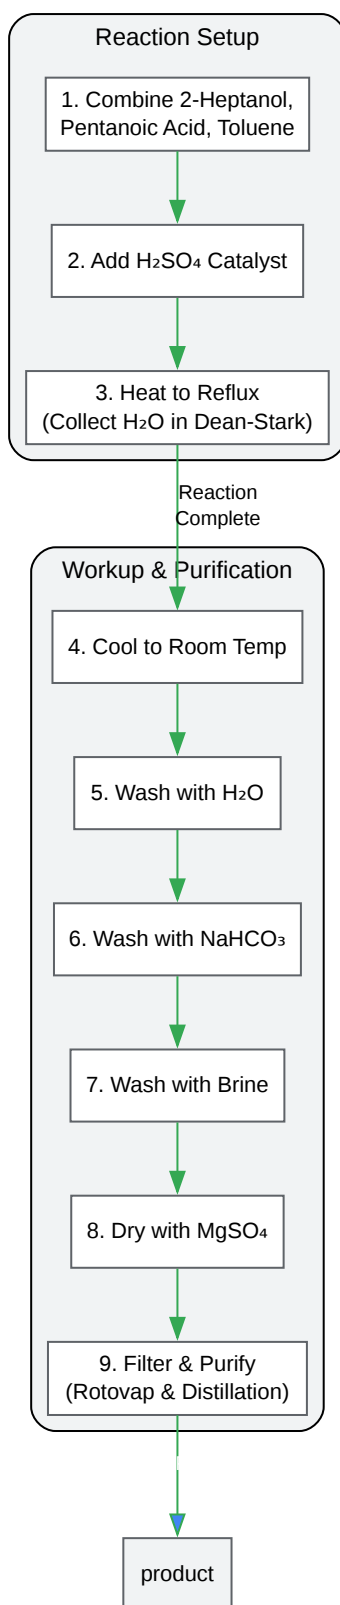 Reaction Setup
1. Combine 2-Heptanol,
Pentanoic Acid, Toluene
2. Add H₂SO₄ Catalyst
3. Heat to Reflux
(Collect H₂O in Dean-Stark)
Reaction
Complete
Workup & Purification
4. Cool to Room Temp
5. Wash with H₂O
6. Wash with NaHCO₃
7. Wash with Brine
8. Dry with MgSO₄
9. Filter & Purify
(Rotovap & Distillation)
product